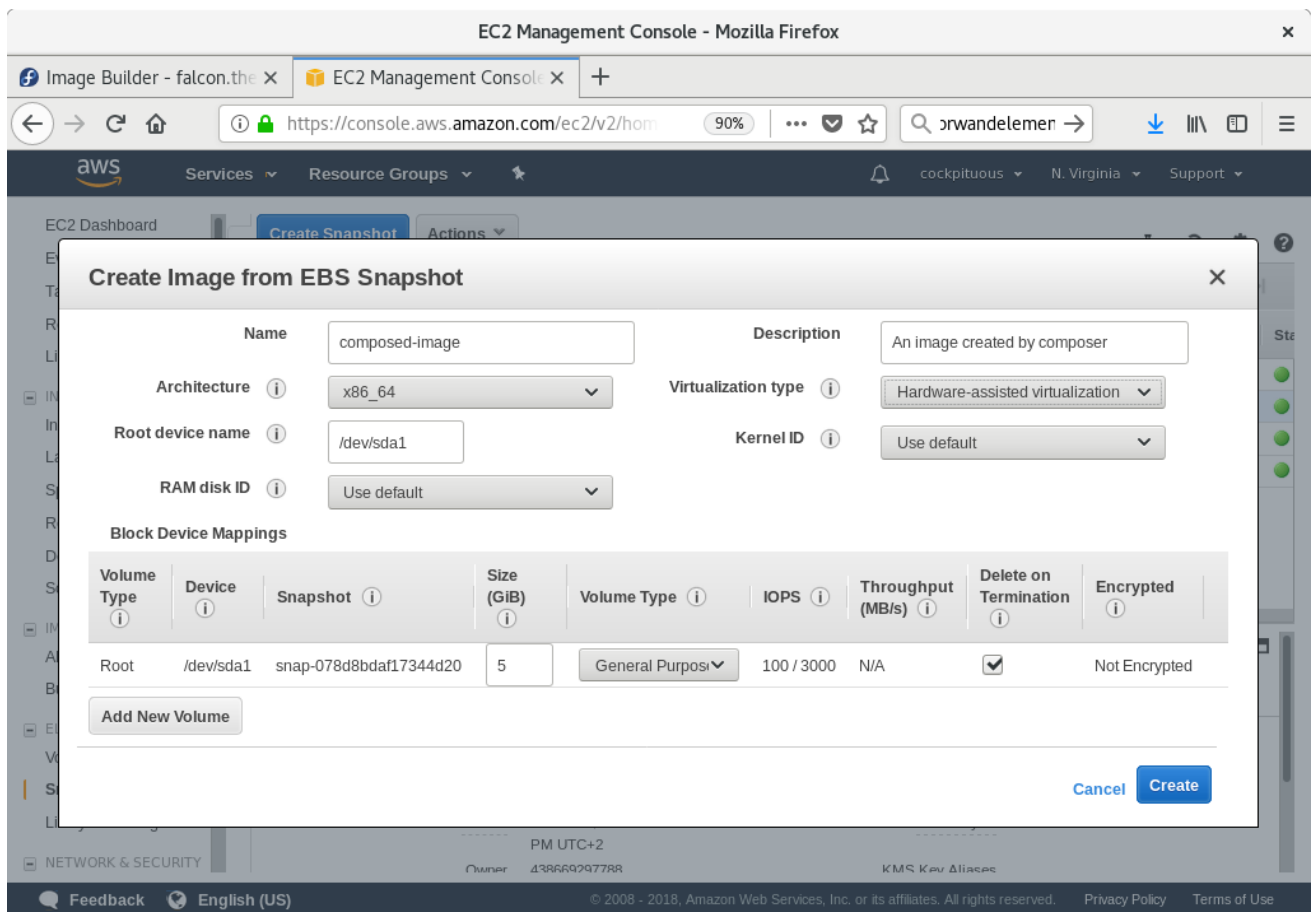 EC2 Management Console - Mozilla Firefox
Image Builder - falcon.the
EC2 Management Console
https://console.aws.amazon.com/ec2/v2/hom
90%
orwandelemen
aws
Services
Resource Groups
cockpituous
N. Virginia
Support
EC2 Dashboard
Create Snapshot
Actions
Create Image from EBS Snapshot
Name
composed-image
Description
An image created by composer
Architecture
x86_64
Virtualization type
Hardware-assisted virtualization
Root device name
/dev/sda1
Kernel ID
Use default
RAM disk ID
Use default
Block Device Mappings
Volume Type
Device
Snapshot
Size (GiB)
Volume Type
IOPS
Throughput (MB/s)
Delete on Termination
Encrypted
Root
/dev/sda1
snap-078d8bdaf17344d20
5
General Purpose
100 / 3000
N/A
Not Encrypted
Add New Volume
Cancel
Create
PM UTC+2
NETWORK & SECURITY
Owner
438669297788
KMS Key Aliases
Feedback
English (US)
© 2008 - 2018, Amazon Web Services, Inc. or its affiliates. All rights reserved.
Privacy Policy
Terms of Use